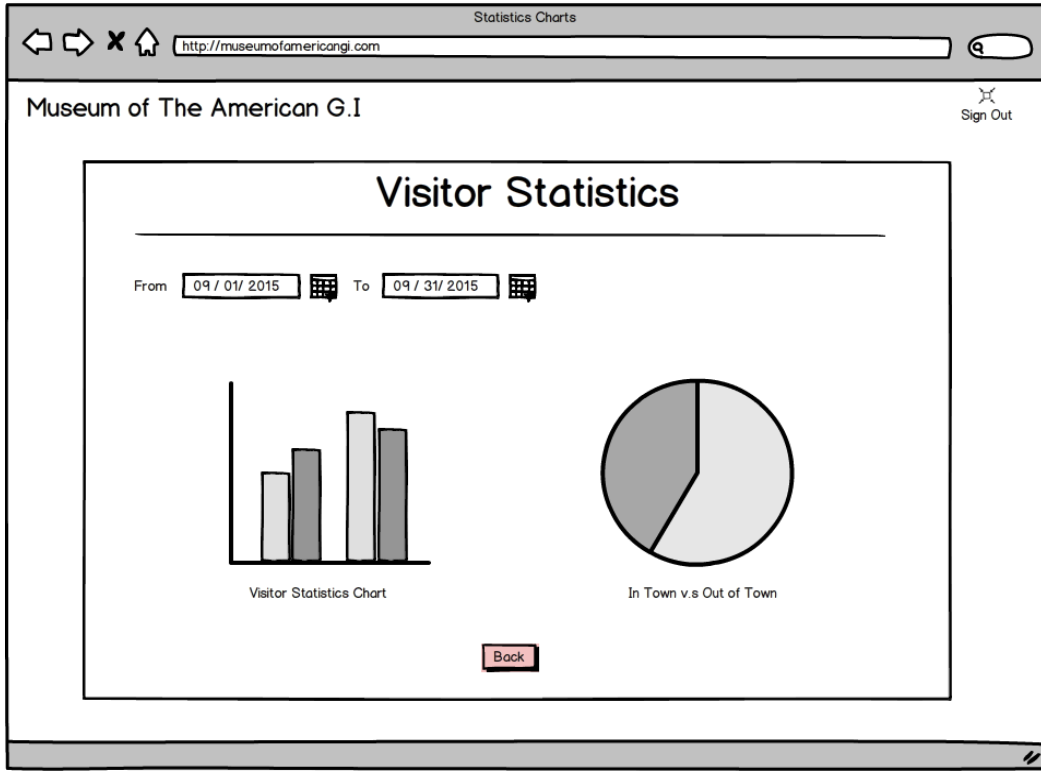 Statistics Charts
http://museumofamericangi.com
Museum of The American G.I
Sign Out
Visitor Statistics
From 09 / 01/ 2015 To 09 / 31/ 2015
Visitor Statistics Chart
In Town v.s Out of Town
Back